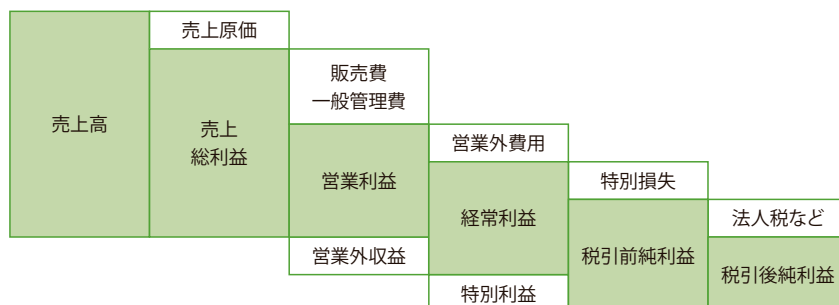 売上高
売上原価
売上
総利益
販売費
一般管理費
営業利益
営業外収益
営業外費用
経常利益
特別利益
特別損失
税引前純利益
法人税など
税引後純利益